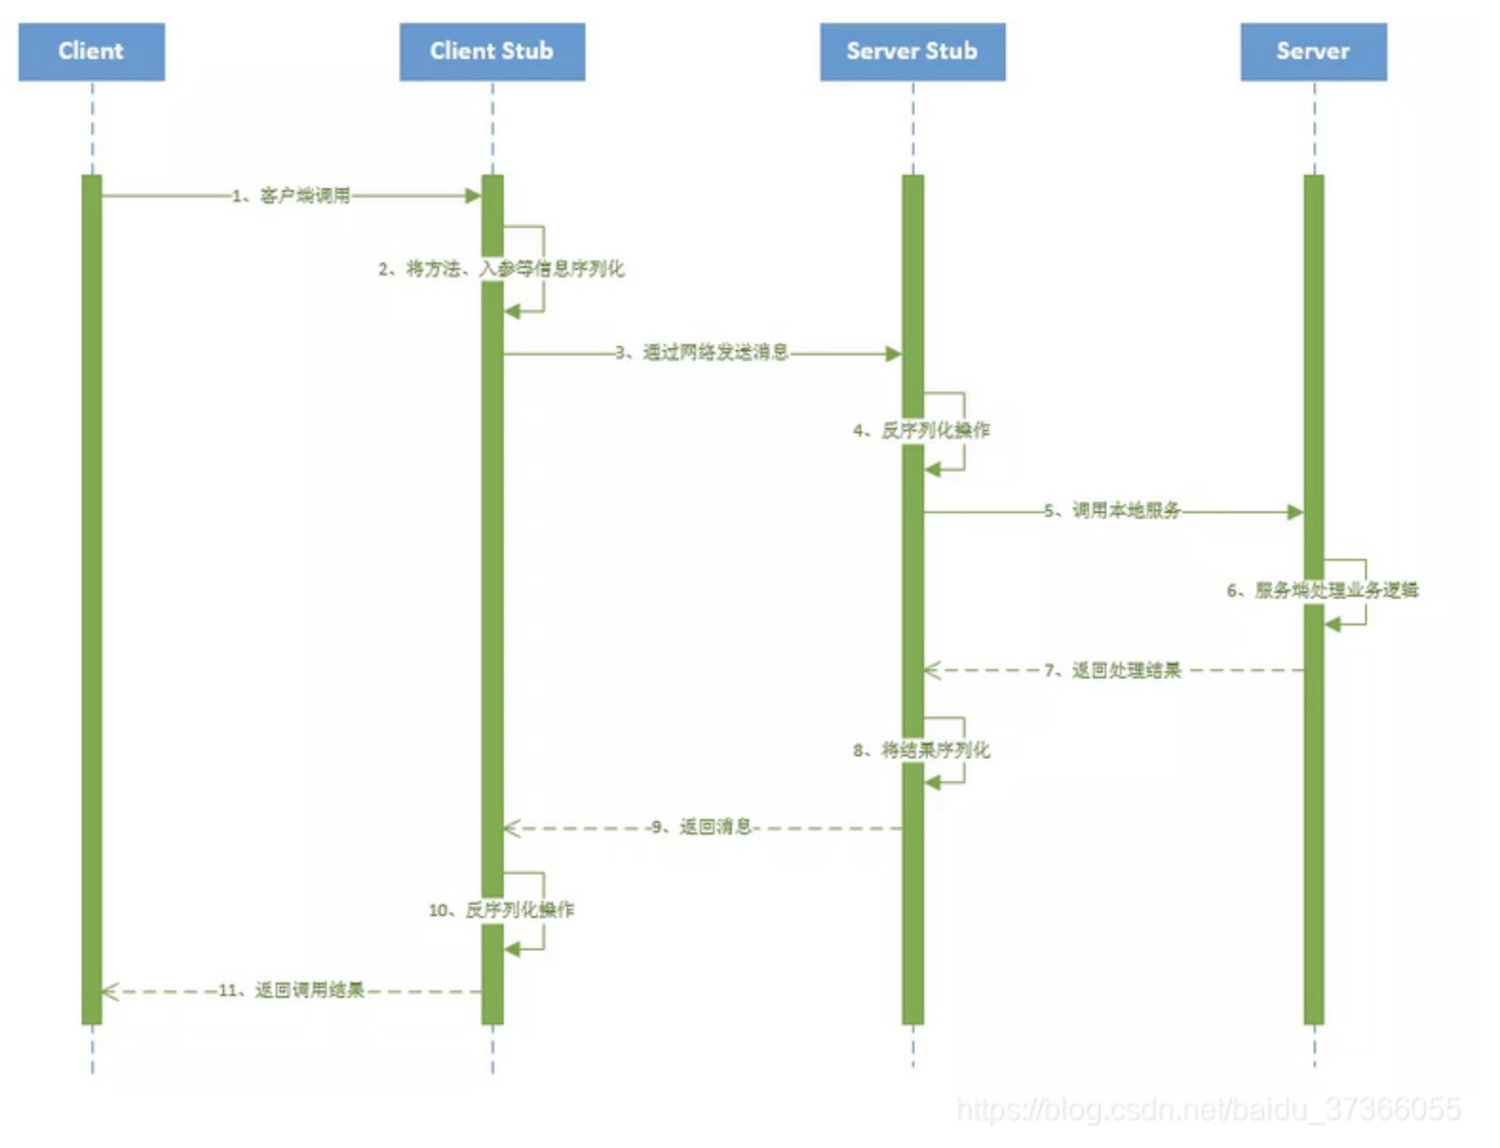 Client
Client Stub
Server Stub
Server
1、客户端调用
2、将方法、入参等信息序列化
3、通过网络发送消息
4、反序列化操作
5、调用本地服务
6、服务端处理业务逻辑
7、返回处理结果
8、将结果序列化
9、返回消息
10、反序列化操作
11、返回调用结果
https://blog.csdn.net/baidu_37366055